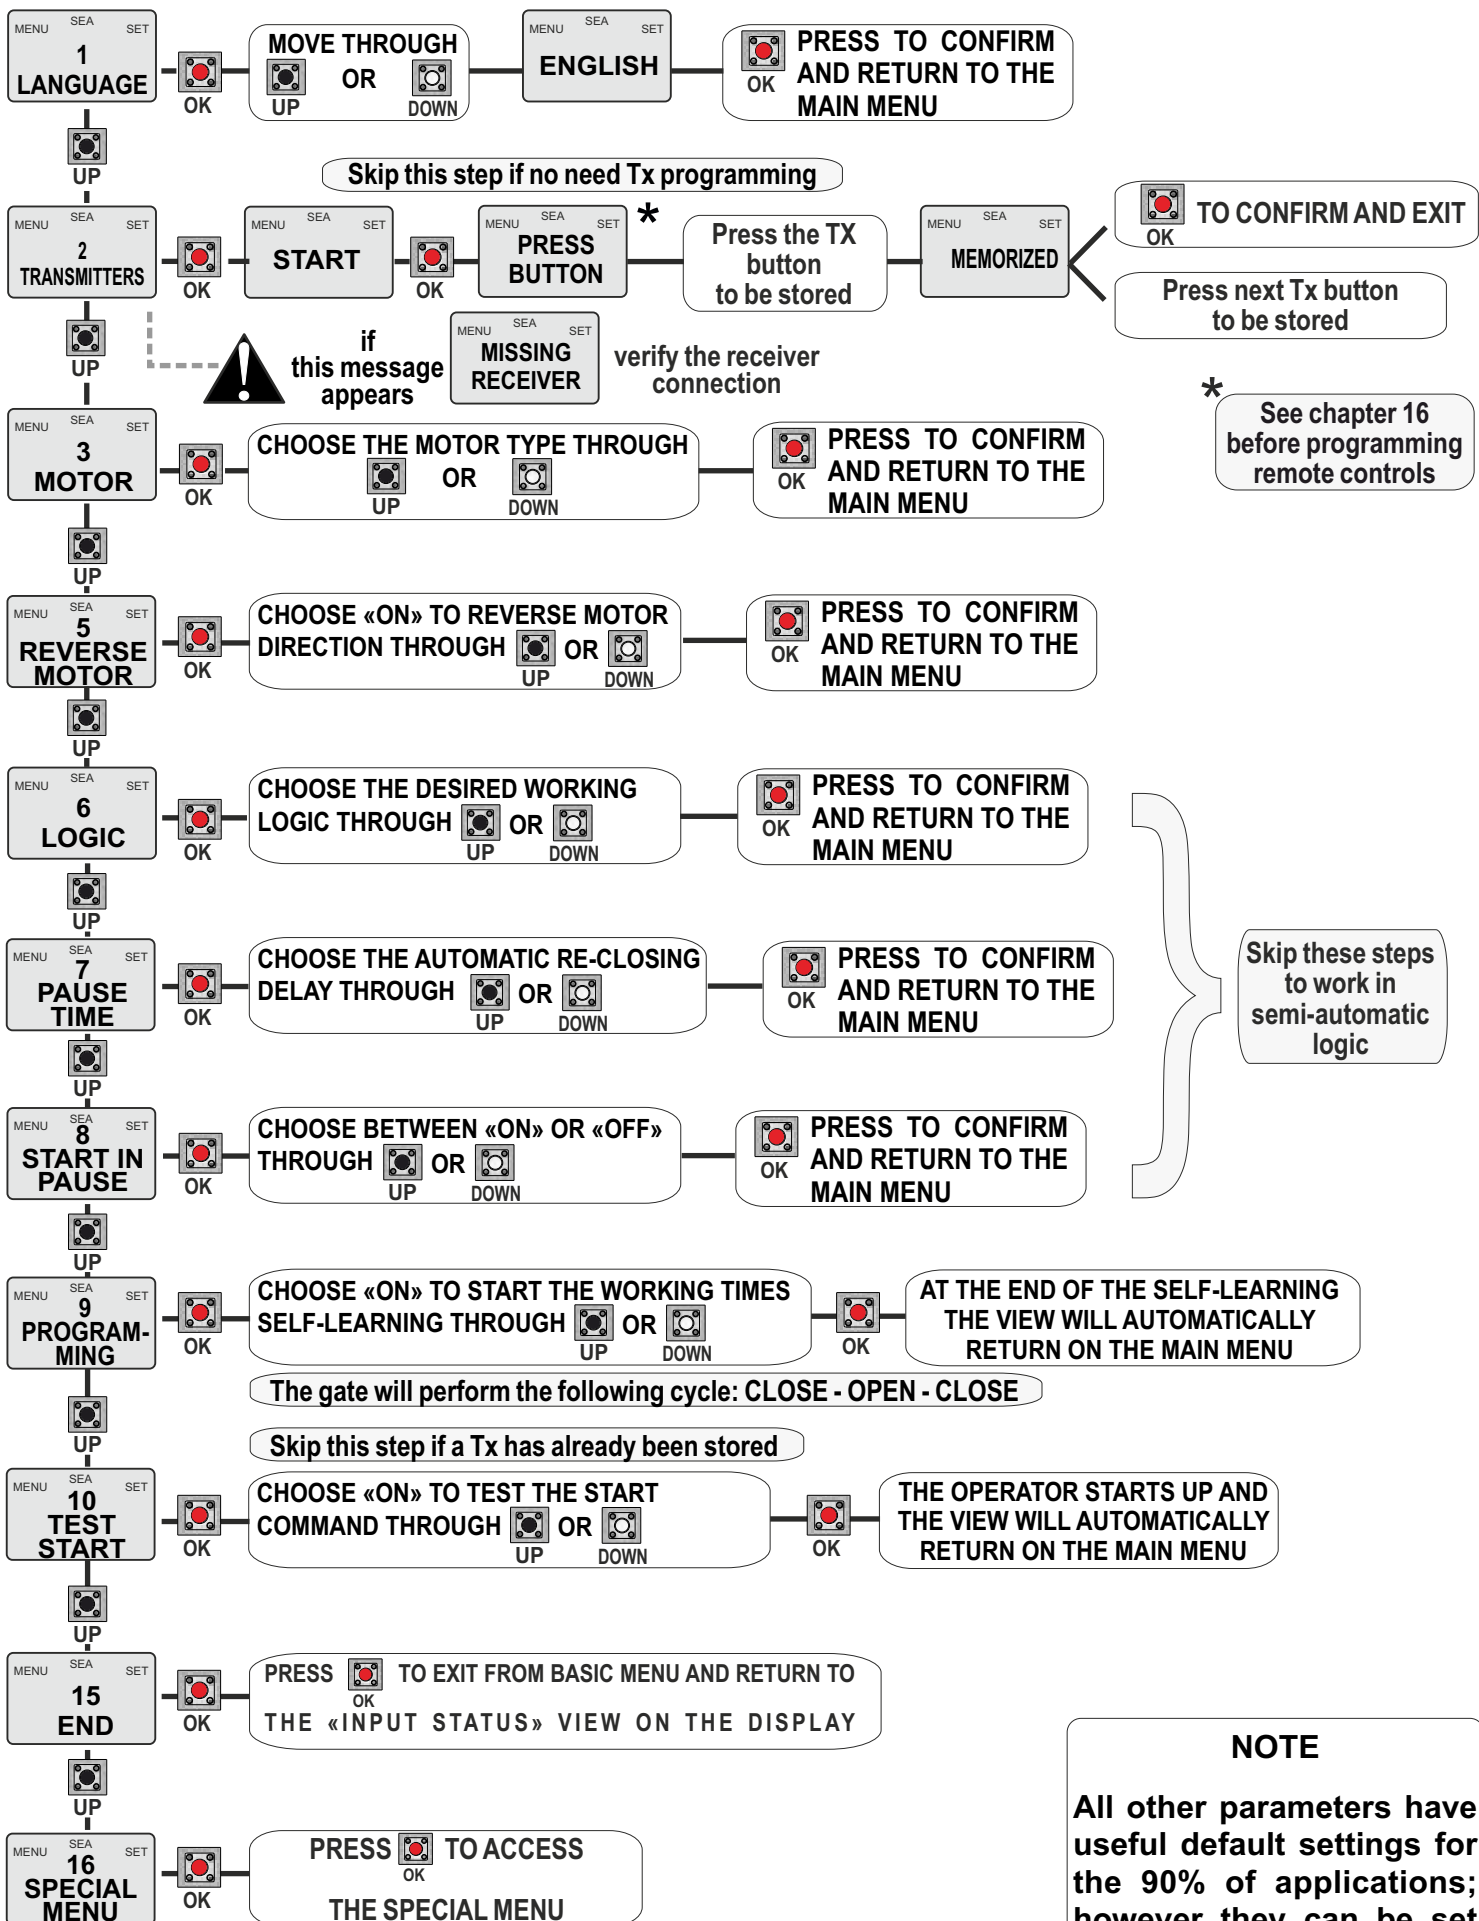 MENU SEA SET
1
LANGUAGE
OK
MOVE THROUGH
OR
UP
DOWN
MENU SEA SET
ENGLISH
OK
PRESS TO CONFIRM
AND RETURN TO THE
MAIN MENU
UP
Skip this step if no need Tx programming
MENU SEA SET
2
TRANSMITTERS
OK
MENU SEA SET
START
OK
MENU SEA SET
PRESS
BUTTON
*
Press the TX
button
to be stored
MENU SEA SET
MEMORIZED
OK
TO CONFIRM AND EXIT
Press next Tx button
to be stored
UP
!
if
this message
appears
MENU SEA SET
MISSING
RECEIVER
verify the receiver
connection
*
See chapter 16
before programming
remote controls
MENU SEA SET
3
MOTOR
OK
CHOOSE THE MOTOR TYPE THROUGH
OR
UP
DOWN
OK
PRESS TO CONFIRM
AND RETURN TO THE
MAIN MENU
UP
MENU SEA SET
5
REVERSE
MOTOR
OK
CHOOSE «ON» TO REVERSE MOTOR
DIRECTION THROUGH OR
UP
DOWN
OK
PRESS TO CONFIRM
AND RETURN TO THE
MAIN MENU
UP
MENU SEA SET
6
LOGIC
OK
CHOOSE THE DESIRED WORKING
LOGIC THROUGH OR
UP
DOWN
OK
PRESS TO CONFIRM
AND RETURN TO THE
MAIN MENU
UP
MENU SEA SET
7
PAUSE
TIME
OK
CHOOSE THE AUTOMATIC RE-CLOSING
DELAY THROUGH OR
UP
DOWN
OK
PRESS TO CONFIRM
AND RETURN TO THE
MAIN MENU
Skip these steps
to work in
semi-automatic
logic
UP
MENU SEA SET
8
START IN
PAUSE
OK
CHOOSE BETWEEN «ON» OR «OFF»
THROUGH OR
UP
DOWN
OK
PRESS TO CONFIRM
AND RETURN TO THE
MAIN MENU
UP
MENU SEA SET
9
PROGRAM-
MING
OK
CHOOSE «ON» TO START THE WORKING TIMES
SELF-LEARNING THROUGH OR
UP
DOWN
OK
AT THE END OF THE SELF-LEARNING
THE VIEW WILL AUTOMATICALLY
RETURN ON THE MAIN MENU
The gate will perform the following cycle: CLOSE - OPEN - CLOSE
UP
Skip this step if a Tx has already been stored
MENU SEA SET
10
TEST
START
OK
CHOOSE «ON» TO TEST THE START
COMMAND THROUGH OR
UP
DOWN
OK
THE OPERATOR STARTS UP AND
THE VIEW WILL AUTOMATICALLY
RETURN ON THE MAIN MENU
UP
MENU SEA SET
15
END
OK
PRESS TO EXIT FROM BASIC MENU AND RETURN TO
OK
THE «INPUT STATUS» VIEW ON THE DISPLAY
UP
MENU SEA SET
16
SPECIAL
MENU
OK
PRESS TO ACCESS
OK
THE SPECIAL MENU
NOTE
All other parameters have
useful default settings for
the 90% of applications;
however they can be set